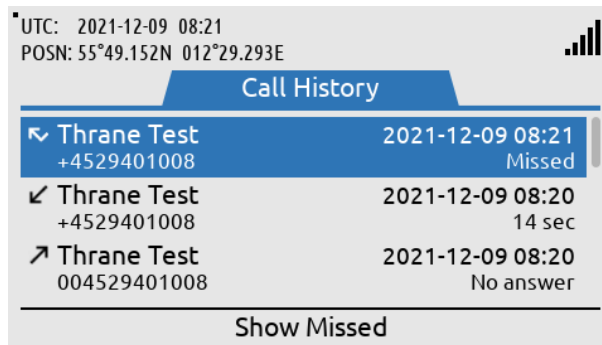 UTC: 2021-12-09 08:21
POSN: 55°49.152N 012°29.293E
Call History
Thrane Test 2021-12-09 08:21
+4529401008 Missed
Thrane Test 2021-12-09 08:20
+4529401008 14 sec
Thrane Test 2021-12-09 08:20
004529401008 No answer
Show Missed